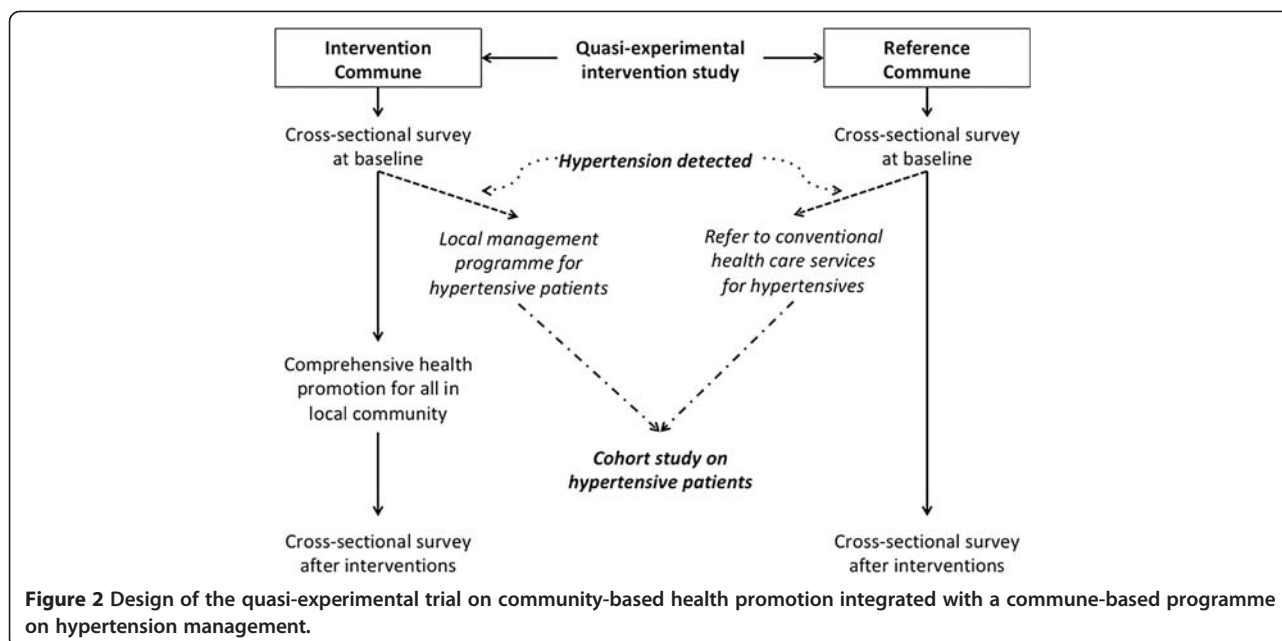 Intervention
Commune
Quasi-experimental
intervention study
Reference
Commune
Cross-sectional survey
at baseline
Cross-sectional survey
at baseline
Hypertension detected
Local management
programme for
hypertensive patients
Refer to conventional
health care services
for hypertensives
Comprehensive health
promotion for all in
local community
Cohort study on
hypertensive patients
Cross-sectional survey
after interventions
Cross-sectional survey
after interventions
Figure 2 Design of the quasi-experimental trial on community-based health promotion integrated with a commune-based programme
on hypertension management.